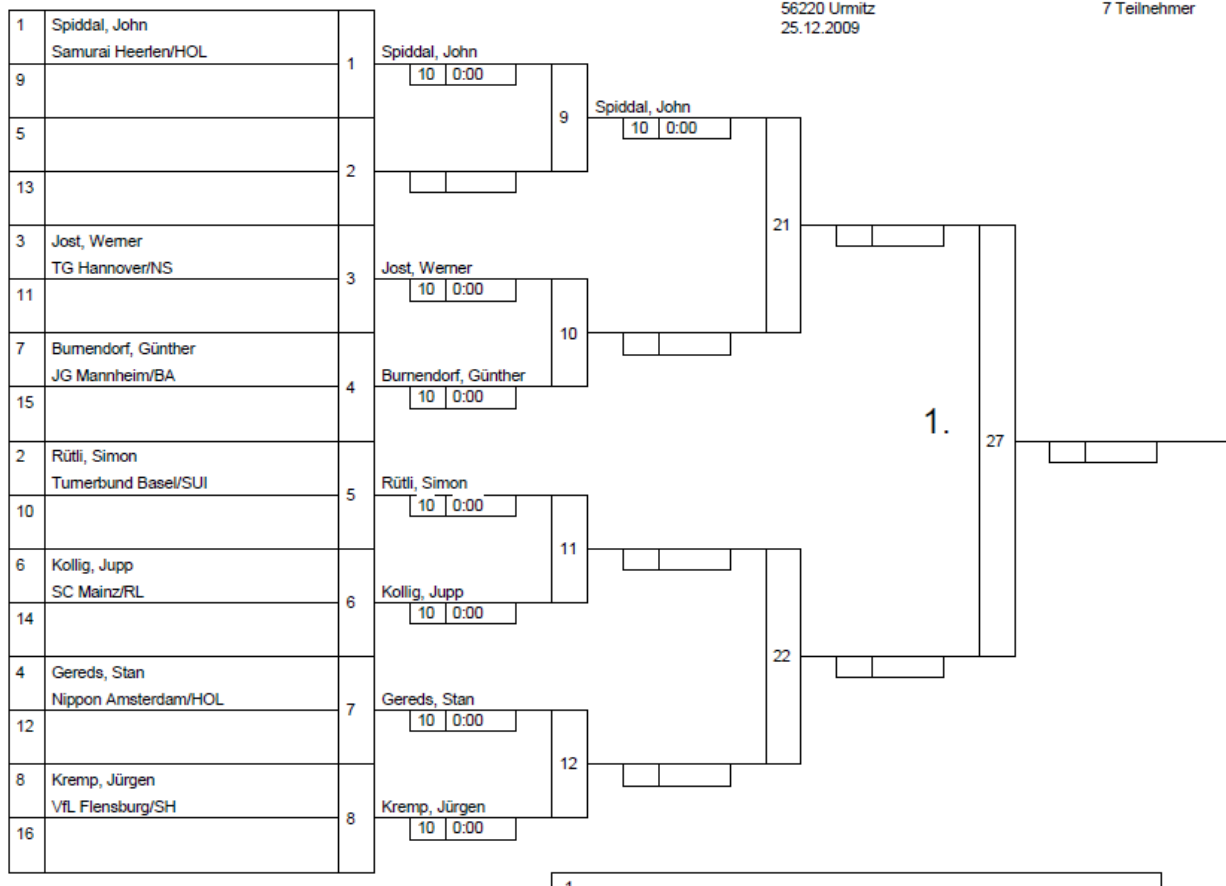 56220 Urmitz 7 Teilnehmer
25.12.2009
1 Spiddal, John
Samurai Heerlen/HOL
9
1
5
13
2
3 Jost, Werner
TG Hannover/NS
11
3
7 Burnendorf, Günther
JG Mannheim/BA
15
4
2 Rütli, Simon
Turnerbund Basel/SUI
10
5
6 Kollig, Jupp
SC Mainz/RL
14
6
4 Gereds, Stan
Nippon Amsterdam/HOL
12
7
8 Kremp, Jürgen
VfL Flensburg/SH
16
8
Spiddal, John
10 0:00
9
Jost, Werner
10 0:00
10
Burnendorf, Günther
10 0:00
Rütli, Simon
10 0:00
11
Kollig, Jupp
10 0:00
Gereds, Stan
10 0:00
12
Kremp, Jürgen
10 0:00
Spiddal, John
10 0:00
21
22
1.
27